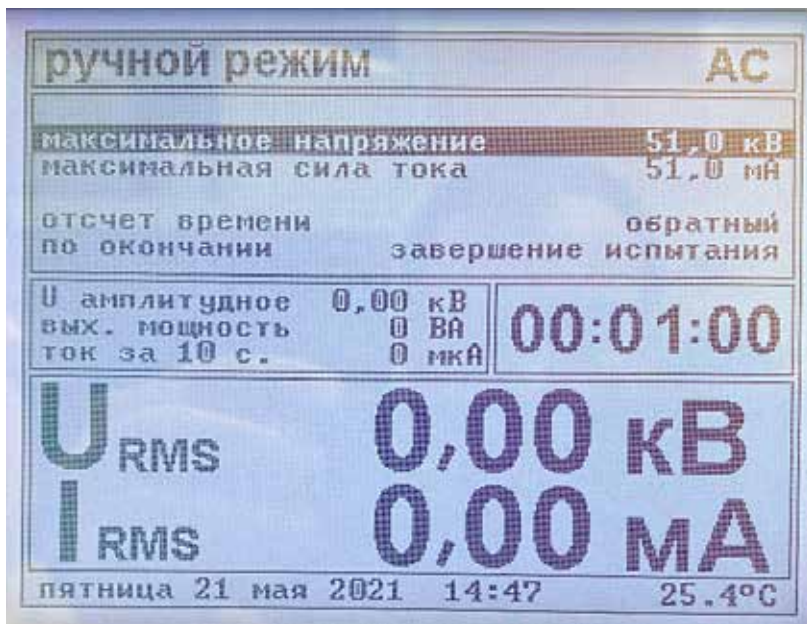 ручной режим AC
максимальное напряжение 51,0 кВ
максимальная сила тока 51,0 мА
отсчет времени обратный
по окончании завершение испытания
U амплитудное 0,00 кВ
вых. мощность 0 ВА
ток за 10 с. 0 мкА
00:01:00
U RMS 0,00 кВ
I RMS 0,00 мА
пятница 21 мая 2021 14:47 25.4°C